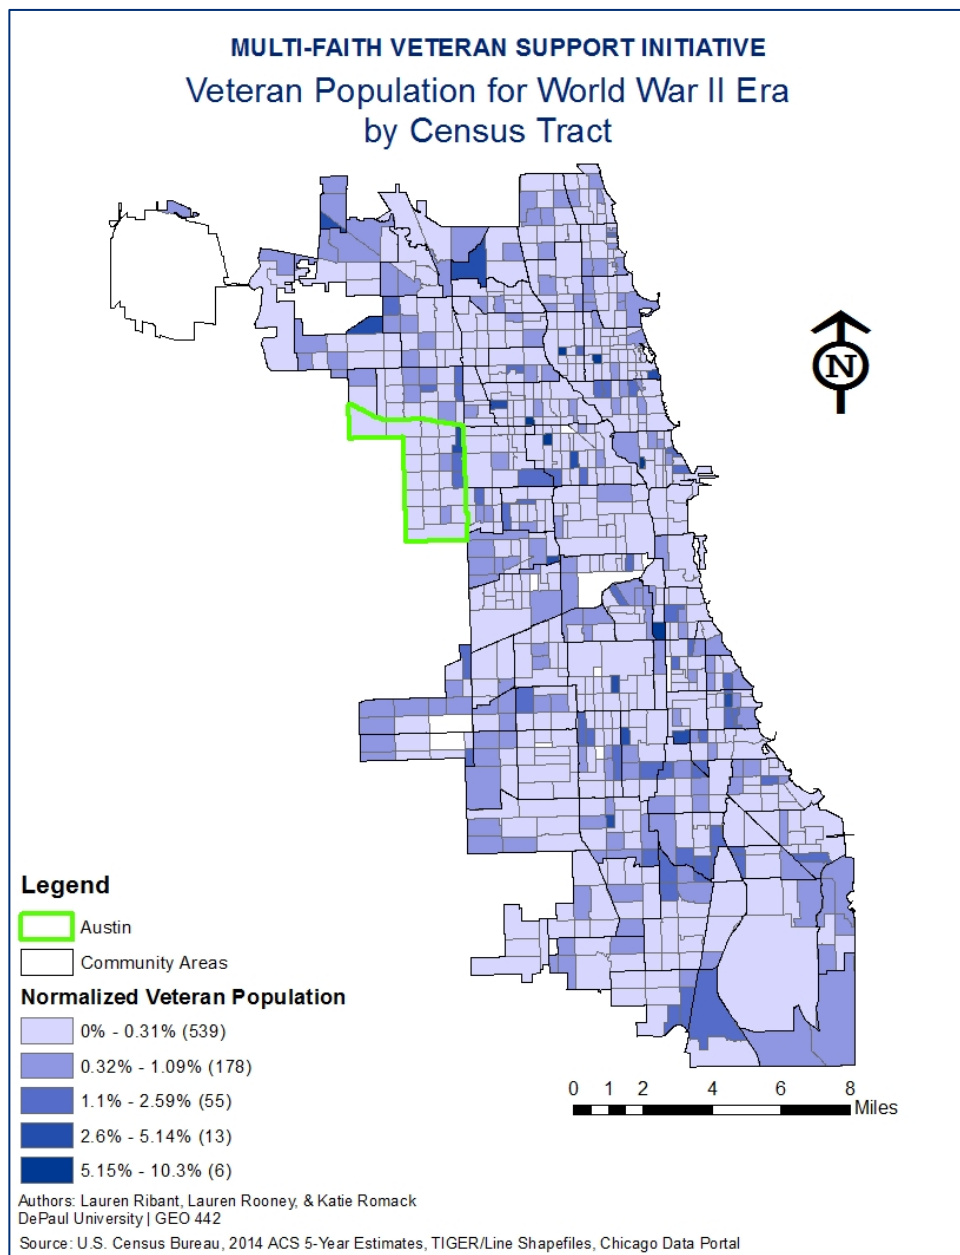 MULTI-FAITH VETERAN SUPPORT INITIATIVE
Veteran Population for World War II Era
by Census Tract
N
Legend
Austin
Community Areas
Normalized Veteran Population
0% - 0.31% (539)
0.32% - 1.09% (178)
1.1% - 2.59% (55)
2.6% - 5.14% (13)
5.15% - 10.3% (6)
0 1 2 4 6 8
Miles
Authors: Lauren Ribant, Lauren Rooney, & Katie Romack
DePaul University | GEO 442
Source: U.S. Census Bureau, 2014 ACS 5-Year Estimates, TIGER/Line Shapefiles, Chicago Data Portal